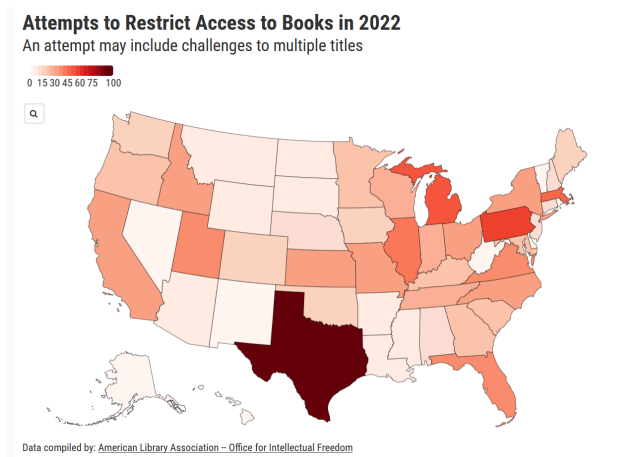 Attempts to Restrict Access to Books in 2022
An attempt may include challenges to multiple titles
0 15 30 45 60 75 100
Data compiled by: American Library Association – Office for Intellectual Freedom